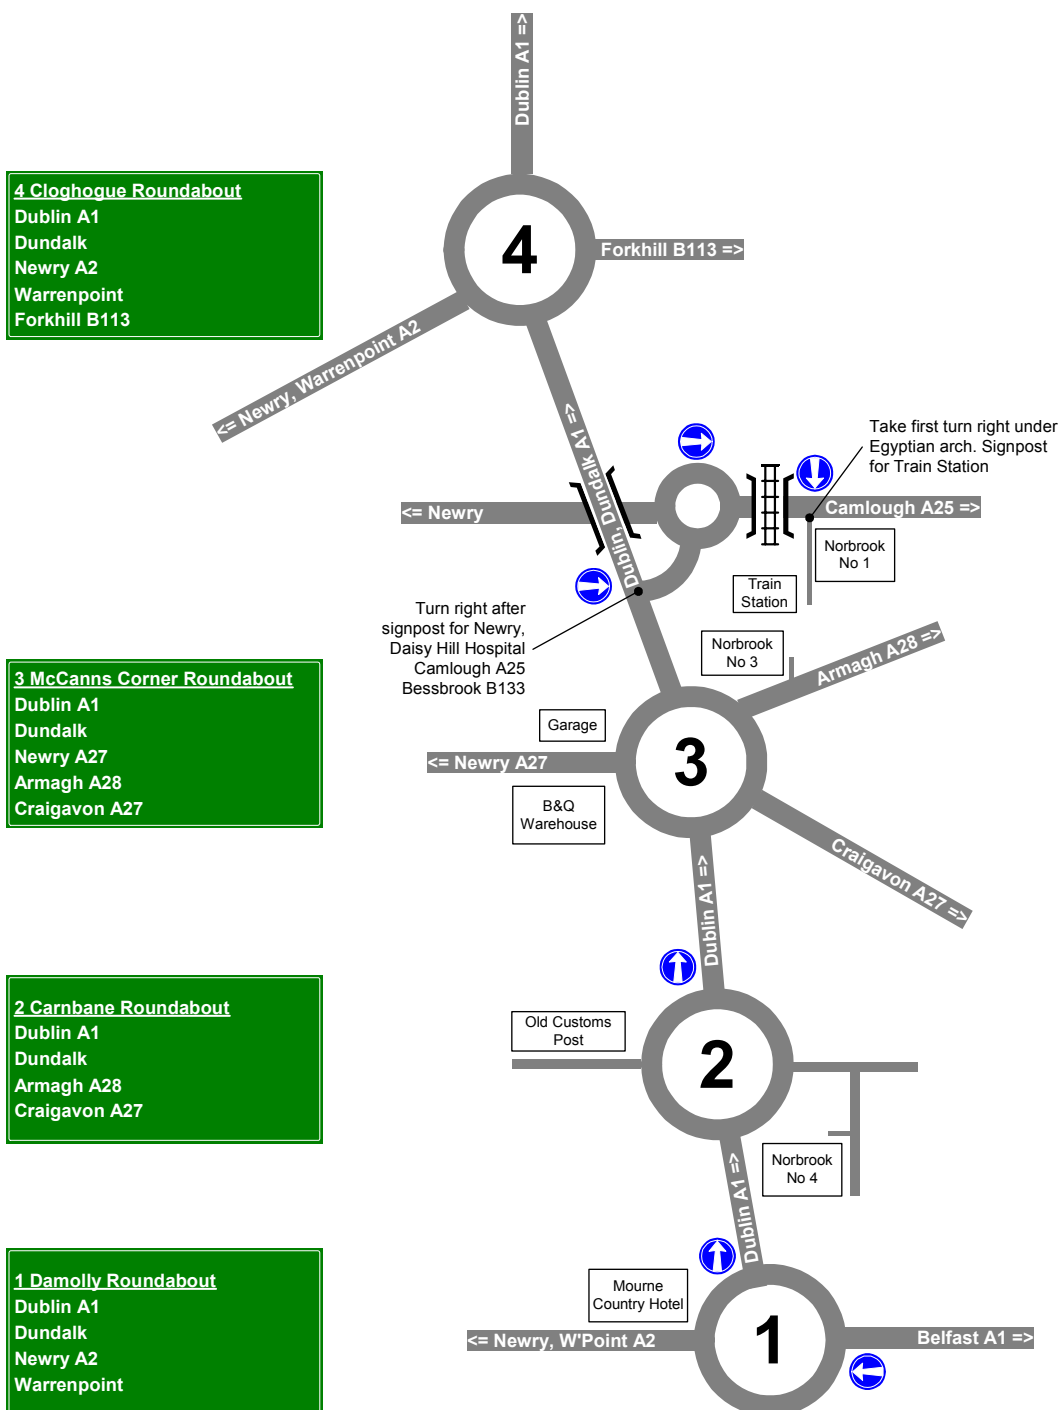 Dublin A1 =>
4 Cloghogue Roundabout
Dublin A1
Dundalk
Newry A2
Warrenpoint
Forkhill B113
4
Forkhill B113 =>
<= Newry, Warrenpoint A2
Dublin, Dundalk A1 =>
Take first turn right under
Egyptian arch. Signpost
for Train Station
<= Newry
Camlough A25 =>
Norbrook
No 1
Train
Station
Turn right after
signpost for Newry,
Daisy Hill Hospital
Camlough A25
Bessbrook B133
Norbrook
No 3
Armagh A28 =>
3 McCanns Corner Roundabout
Dublin A1
Dundalk
Newry A27
Armagh A28
Craigavon A27
Garage
<= Newry A27
3
B&Q
Warehouse
Craigavon A27 =>
Dublin A1 =>
2 Carnbane Roundabout
Dublin A1
Dundalk
Armagh A28
Craigavon A27
Old Customs
Post
2
Norbrook
No 4
Dublin A1 =>
1 Damolly Roundabout
Dublin A1
Dundalk
Newry A2
Warrenpoint
Mourne
Country Hotel
<= Newry, W'Point A2
1
Belfast A1 =>